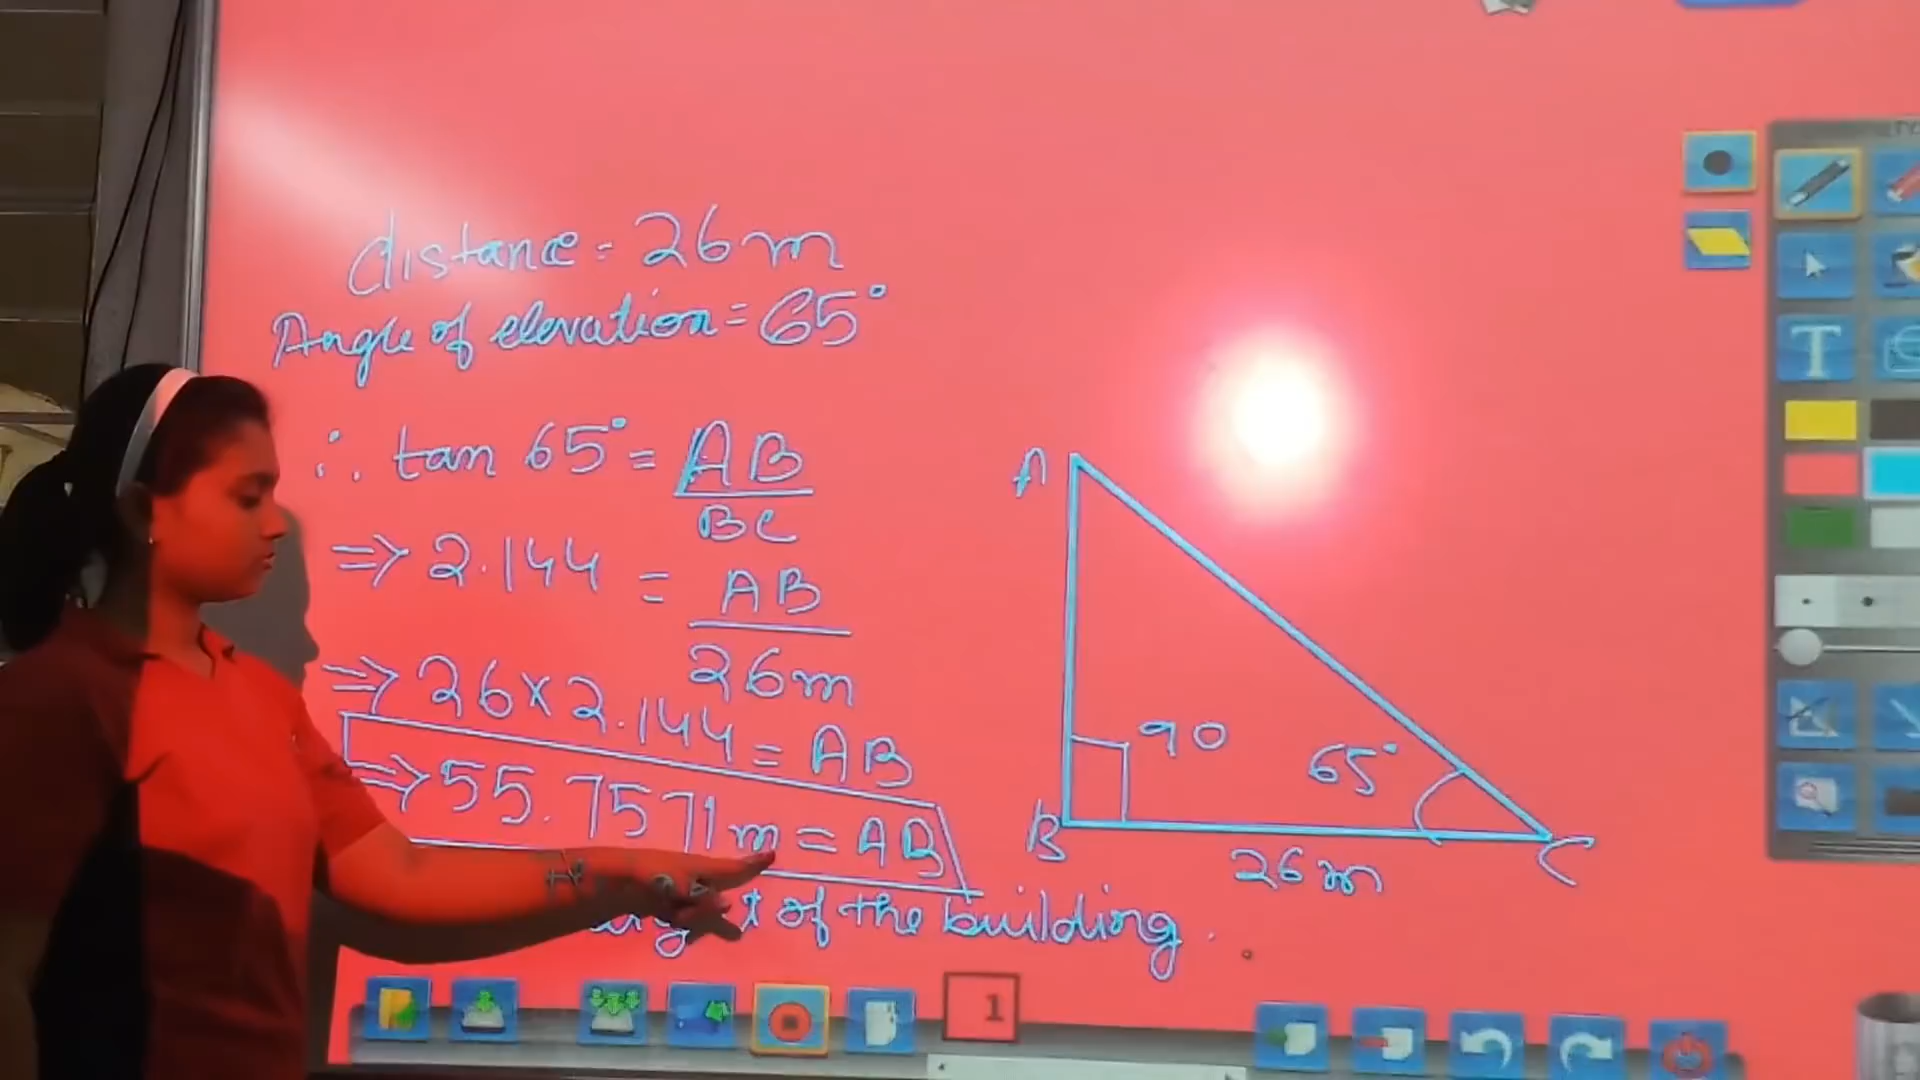 distance = 26m
Angle of elevation = 65°
∴ tan 65° = AB
BC
⇒ 2.144 = AB
26m
⇒ 26 × 2.144 = AB
⇒ 55.7571m = AB
of the building.
A
90
65°
B
26m
C
T
1